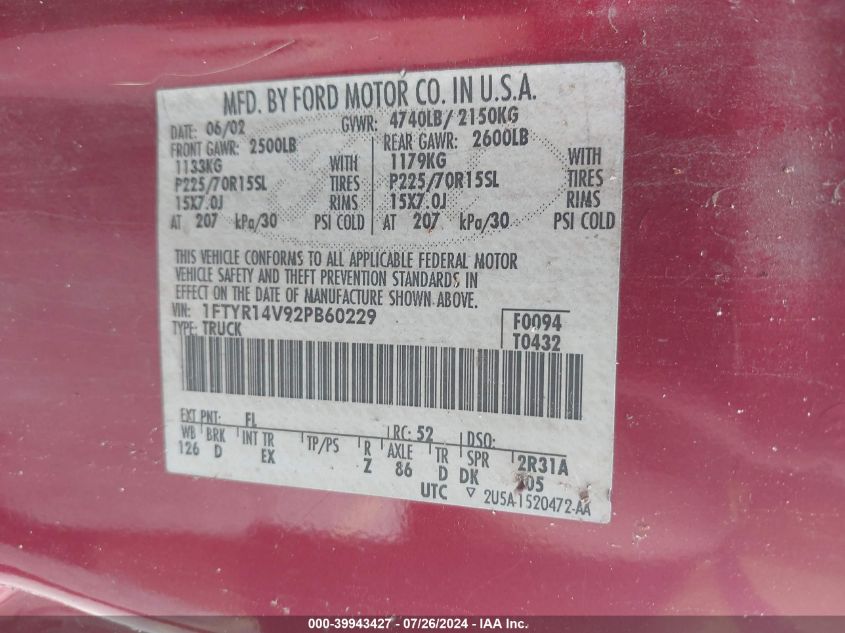 MFD. BY FORD MOTOR CO. IN U.S.A.
DATE: 06/02 GVWR: 4740LB/ 2150KG
FRONT GAWR: 2500LB REAR GAWR: 2600LB
1133KG WITH 1179KG WITH
P225/70R15SL TIRES P225/70R15SL TIRES
15X7.0J RIMS 15X7.0J RIMS
AT 207 kPa/30 PSI COLD AT 207 kPa/30 PSI COLD
THIS VEHICLE CONFORMS TO ALL APPLICABLE FEDERAL MOTOR
VEHICLE SAFETY AND THEFT PREVENTION STANDARDS IN
EFFECT ON THE DATE OF MANUFACTURE SHOWN ABOVE.
VIN: 1FTYR14V92PB60229 F0094
TYPE: TRUCK T0432
EXT PNT: FL RC: 52 DSO:
WB BRK INT TR TP/PS R AXLE TR SPR 2R31A
126 D EX Z 86 D DK 05
UTC ▽ 2USA-1520472-AA
000-39943427 - 07/26/2024 - IAA Inc.